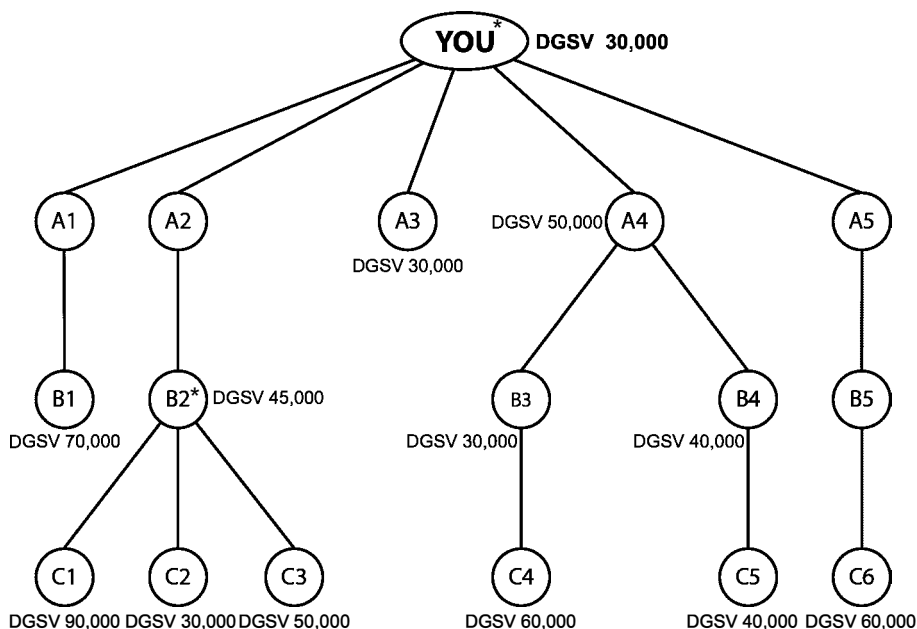 YOU* DGSV 30,000
A1 A2 A3 DGSV 50,000 A4 A5
DGSV 30,000
B1 B2* DGSV 45,000 B3 B4 B5
DGSV 70,000 DGSV 30,000 DGSV 40,000
C1 C2 C3 C4 C5 C6
DGSV 90,000 DGSV 30,000 DGSV 50,000 DGSV 60,000 DGSV 40,000 DGSV 60,000